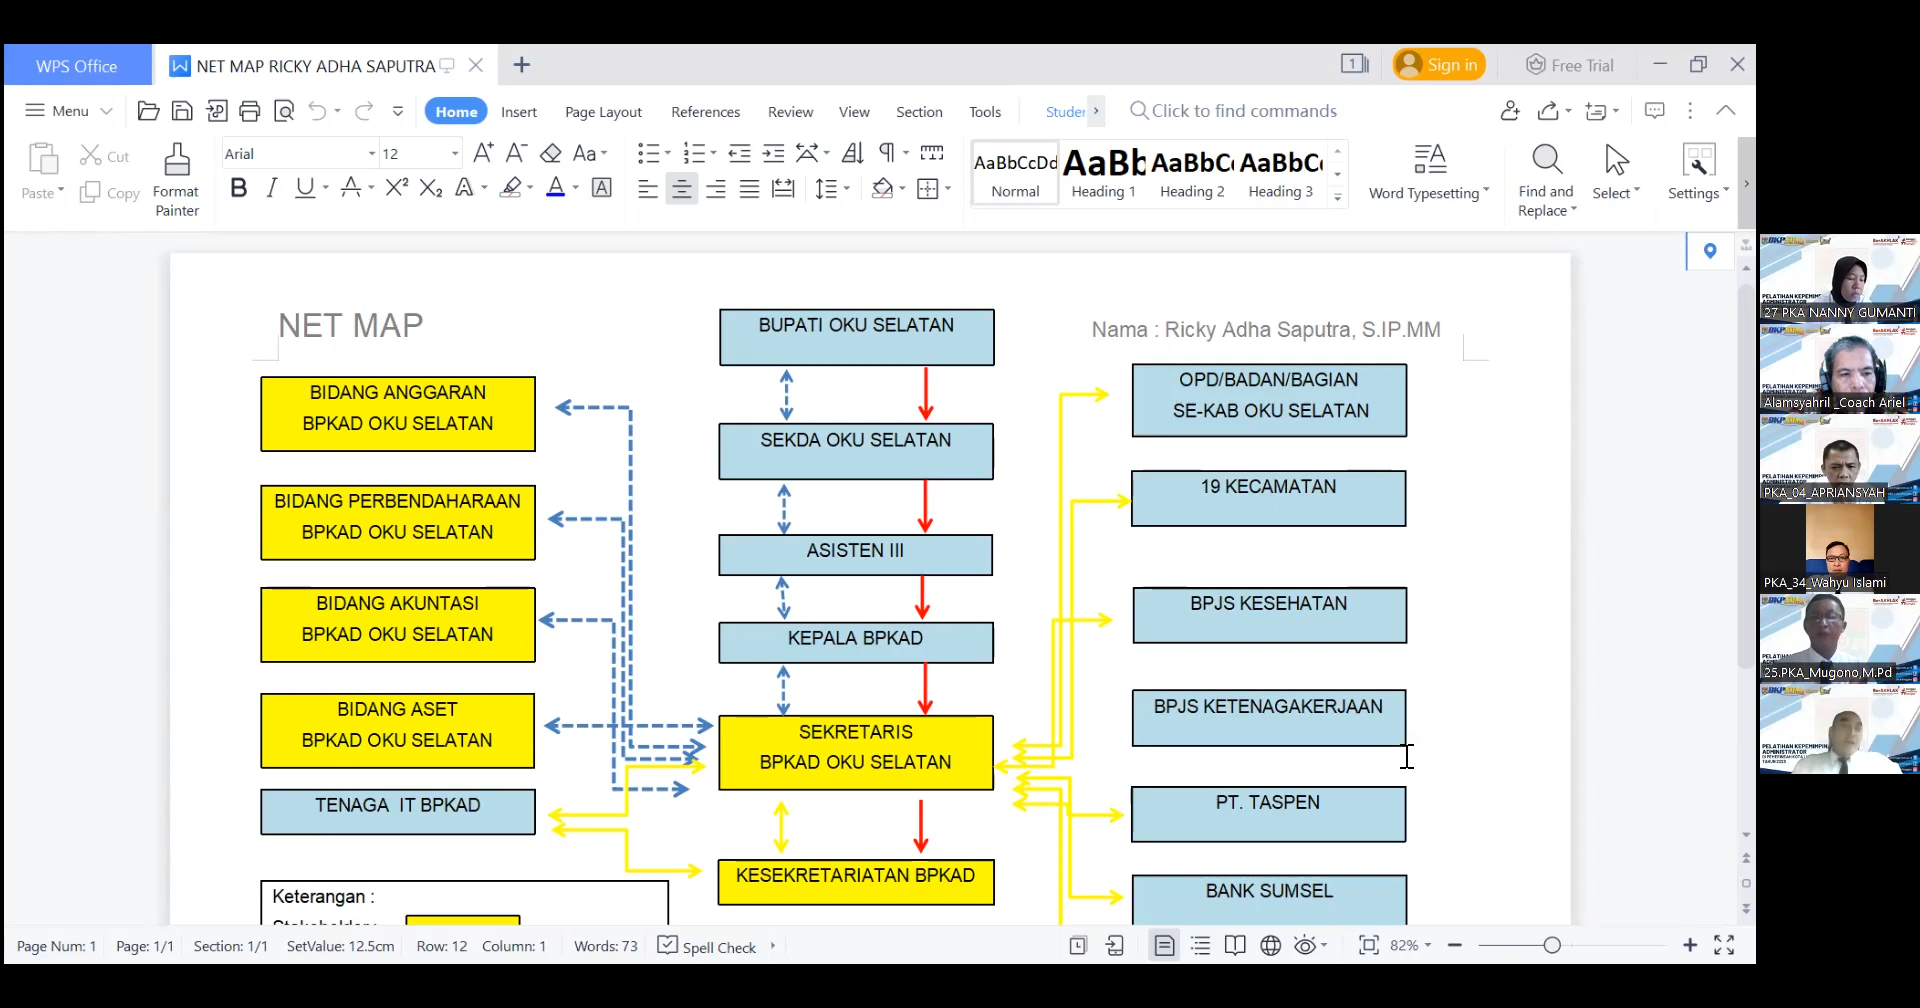 WPS Office
NET MAP RICKY ADHA SAPUTRA
Sign in
Free Trial
Menu
Home
Insert
Page Layout
References
Review
View
Section
Tools
Studer
Click to find commands
Paste
Cut
Copy
Format
Painter
Arial
12
AaBbCcDd
Normal
AaBb
Heading 1
AaBbC
Heading 2
AaBbC
Heading 3
Word Typesetting
Find and
Replace
Select
Settings
NET MAP
Nama : Ricky Adha Saputra, S.IP.MM
BUPATI OKU SELATAN
SEKDA OKU SELATAN
ASISTEN III
KEPALA BPKAD
SEKRETARIS
BPKAD OKU SELATAN
KESEKRETARIATAN BPKAD
BIDANG ANGGARAN
BPKAD OKU SELATAN
BIDANG PERBENDAHARAAN
BPKAD OKU SELATAN
BIDANG AKUNTASI
BPKAD OKU SELATAN
BIDANG ASET
BPKAD OKU SELATAN
TENAGA IT BPKAD
Keterangan :
OPD/BADAN/BAGIAN
SE-KAB OKU SELATAN
19 KECAMATAN
BPJS KESEHATAN
BPJS KETENAGAKERJAAN
PT. TASPEN
BANK SUMSEL
27 PKA NANNY GUMANTI
Alamsyahril _Coach Ariel
PKA_04_APRIANSYAH
PKA_34_Wahyu Islami
25.PKA_Mugono,M.Pd
Page Num: 1
Page: 1/1
Section: 1/1
SetValue: 12.5cm
Row: 12
Column: 1
Words: 73
Spell Check
82%